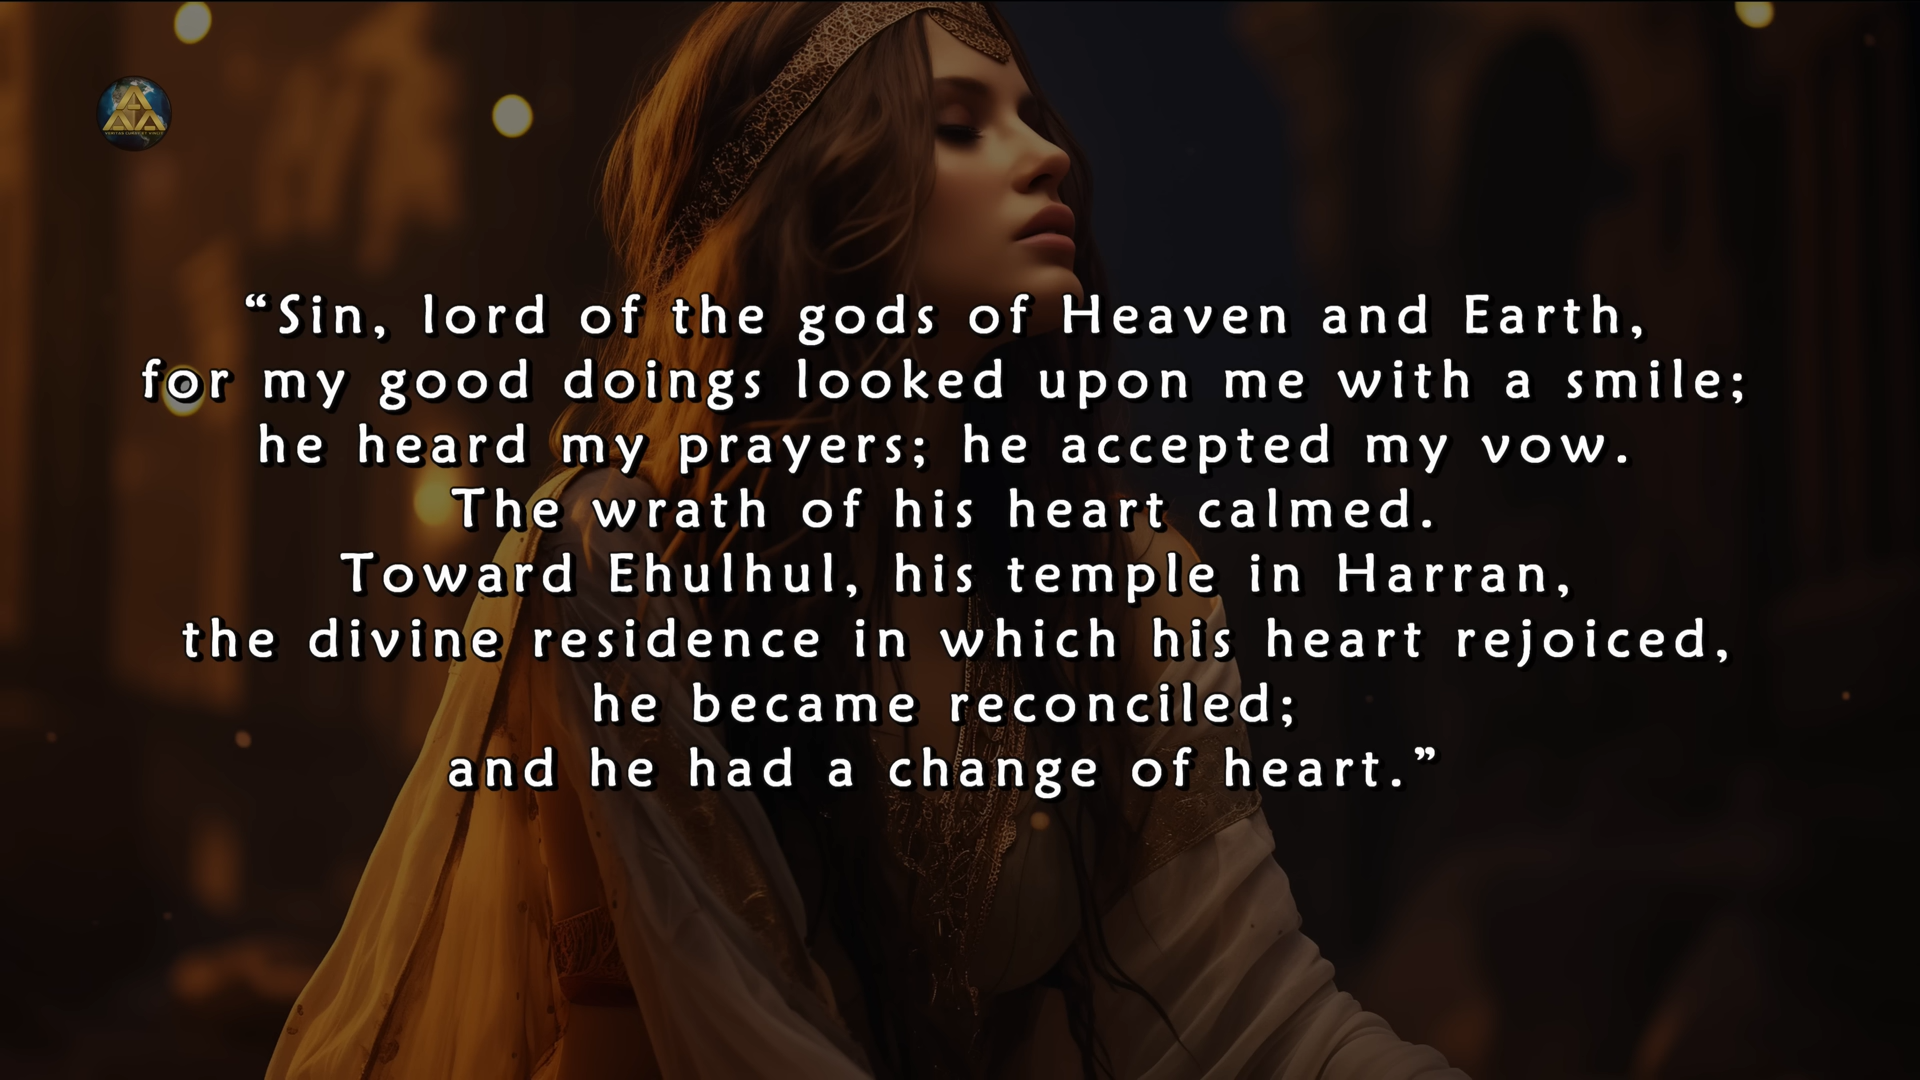 “Sin, lord of the gods of Heaven and Earth,
for my good doings looked upon me with a smile;
he heard my prayers; he accepted my vow.
The wrath of his heart calmed.
Toward Ehulhul, his temple in Harran,
the divine residence in which his heart rejoiced,
he became reconciled;
and he had a change of heart.”